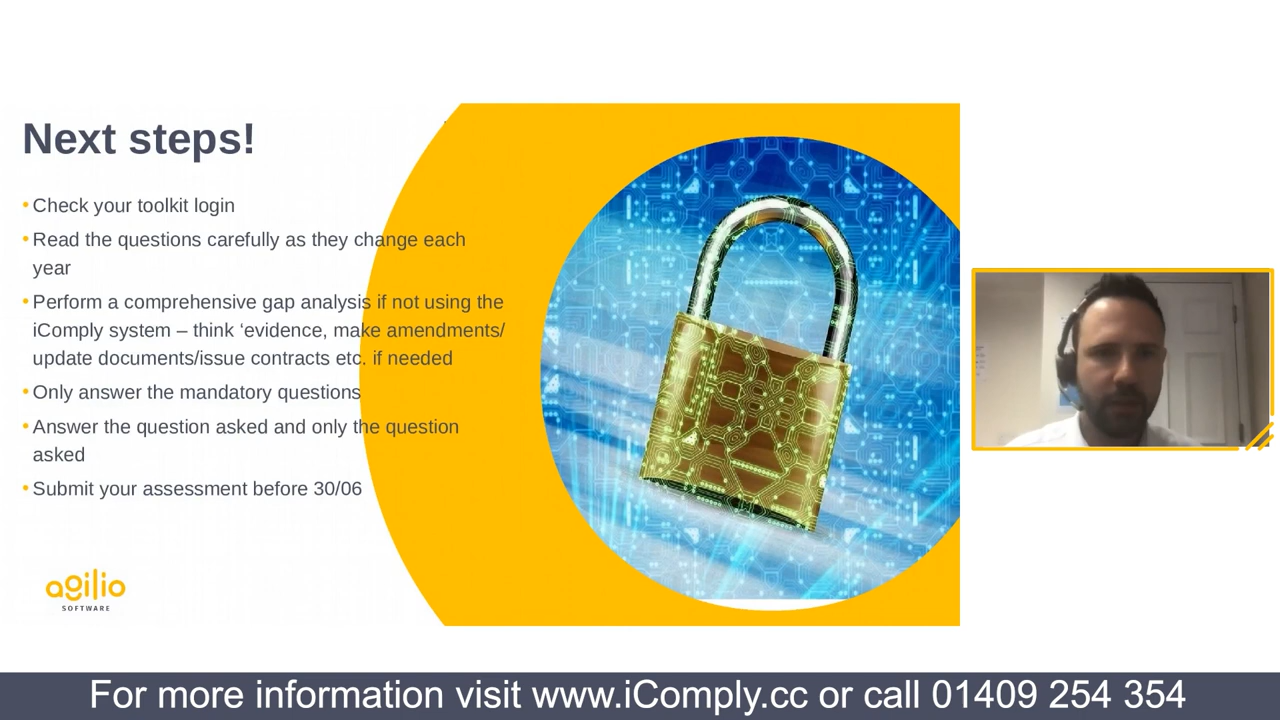 Next steps!
•Check your toolkit login
•Read the questions carefully as they change each
year
•Perform a comprehensive gap analysis if not using the
iComply system – think ‘evidence, make amendments/
update documents/issue contracts etc. if needed
•Only answer the mandatory questions
•Answer the question asked and only the question
asked
•Submit your assessment before 30/06
agilio
SOFTWARE
For more information visit www.iComply.cc or call 01409 254 354